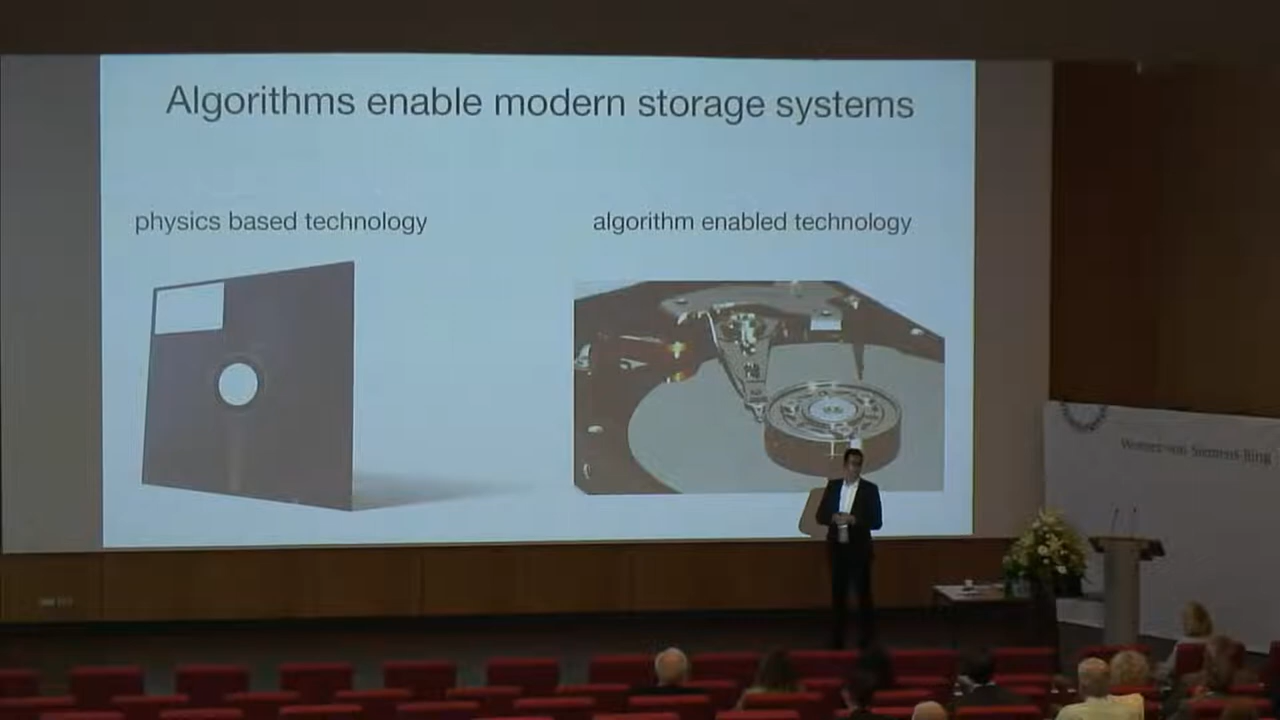 Algorithms enable modern storage systems
physics based technology
algorithm enabled technology
Werner-von-Siemens-Ring